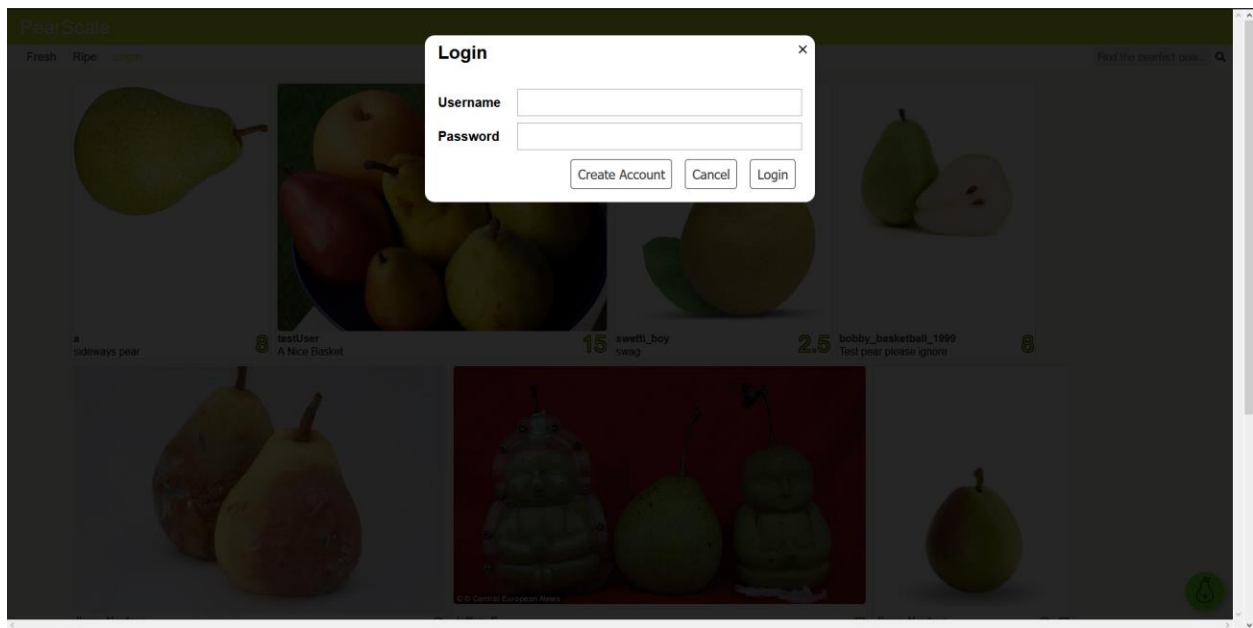 PearScale
Fresh Ripe Login
Find the pearfect pear...
Login ×
Username
Password
Create Account Cancel Login
a
sideways pear
8
testUser
A Nice Basket
15
swetti_boy
swag
2.5
bobby_basketball_1999
Test pear please ignore
8
© © Central European News